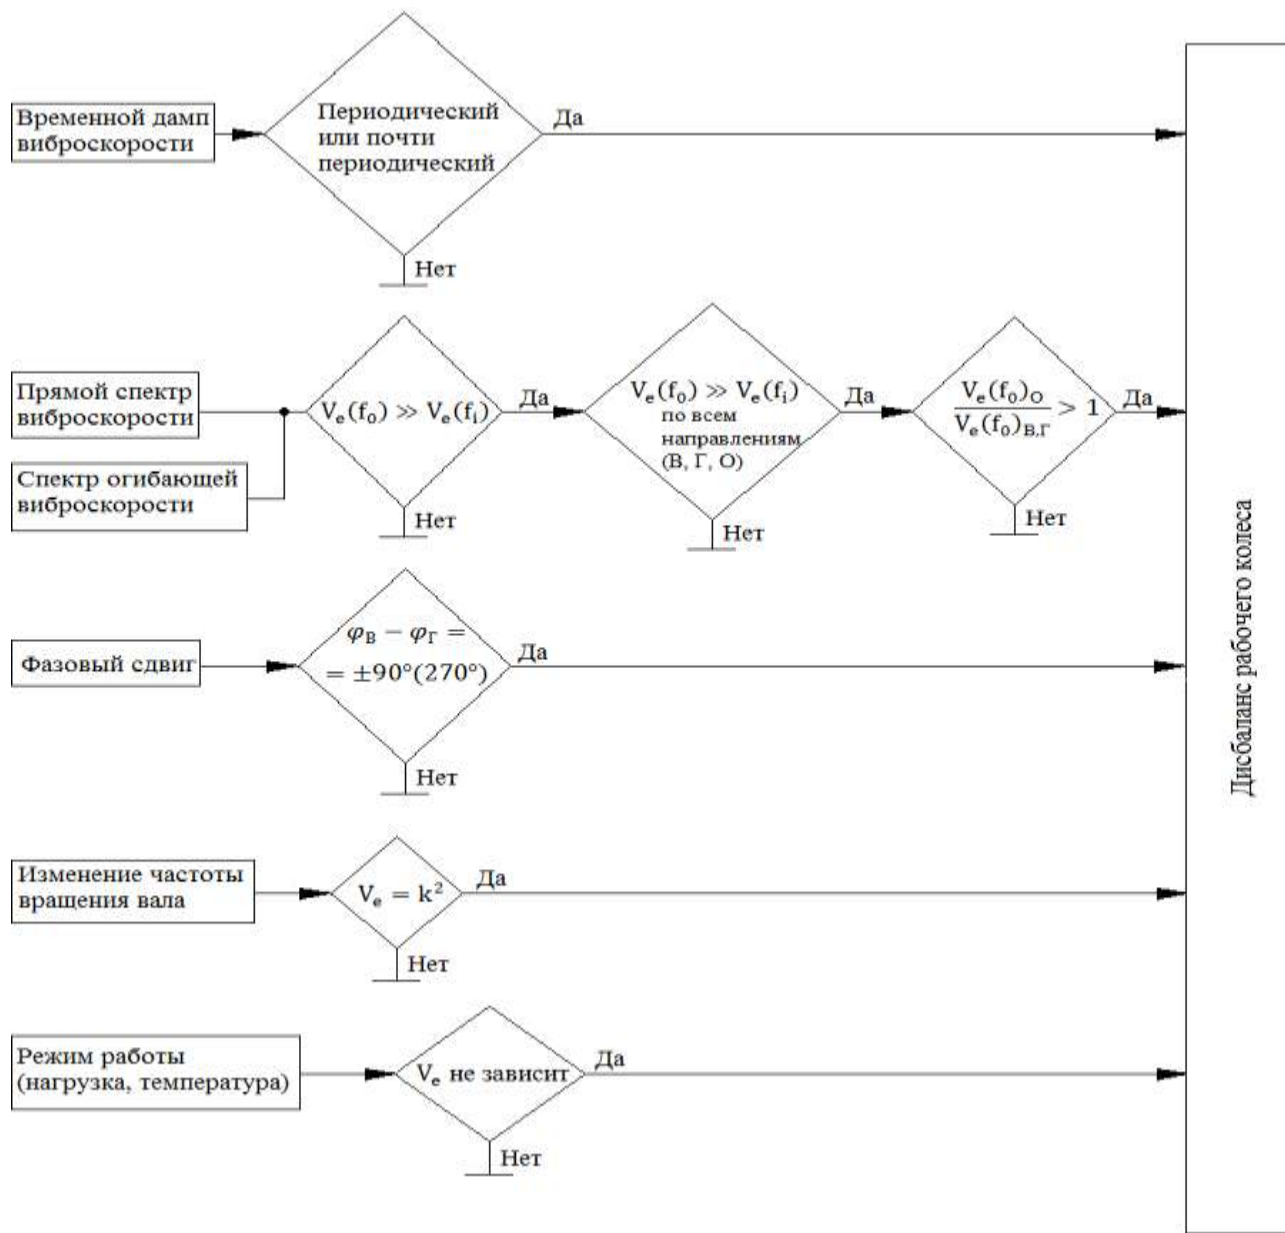 Временной дамп
виброскорости
Периодический
или почти
периодический
Да
Нет
Прямой спектр
виброскорости
Спектр огибающей
виброскорости
Vₑ(f₀) ≫ Vₑ(fᵢ)
Да
Нет
Vₑ(f₀) ≫ Vₑ(fᵢ)
по всем
направлениям
(В, Г, О)
Да
Нет
Vₑ(f₀)О
Vₑ(f₀)В,Г
> 1
Да
Нет
Фазовый сдвиг
φВ − φГ =
= ±90°(270°)
Да
Нет
Изменение частоты
вращения вала
Vₑ = k²
Да
Нет
Режим работы
(нагрузка, температура)
Vₑ не зависит
Да
Нет
Дисбаланс рабочего колеса